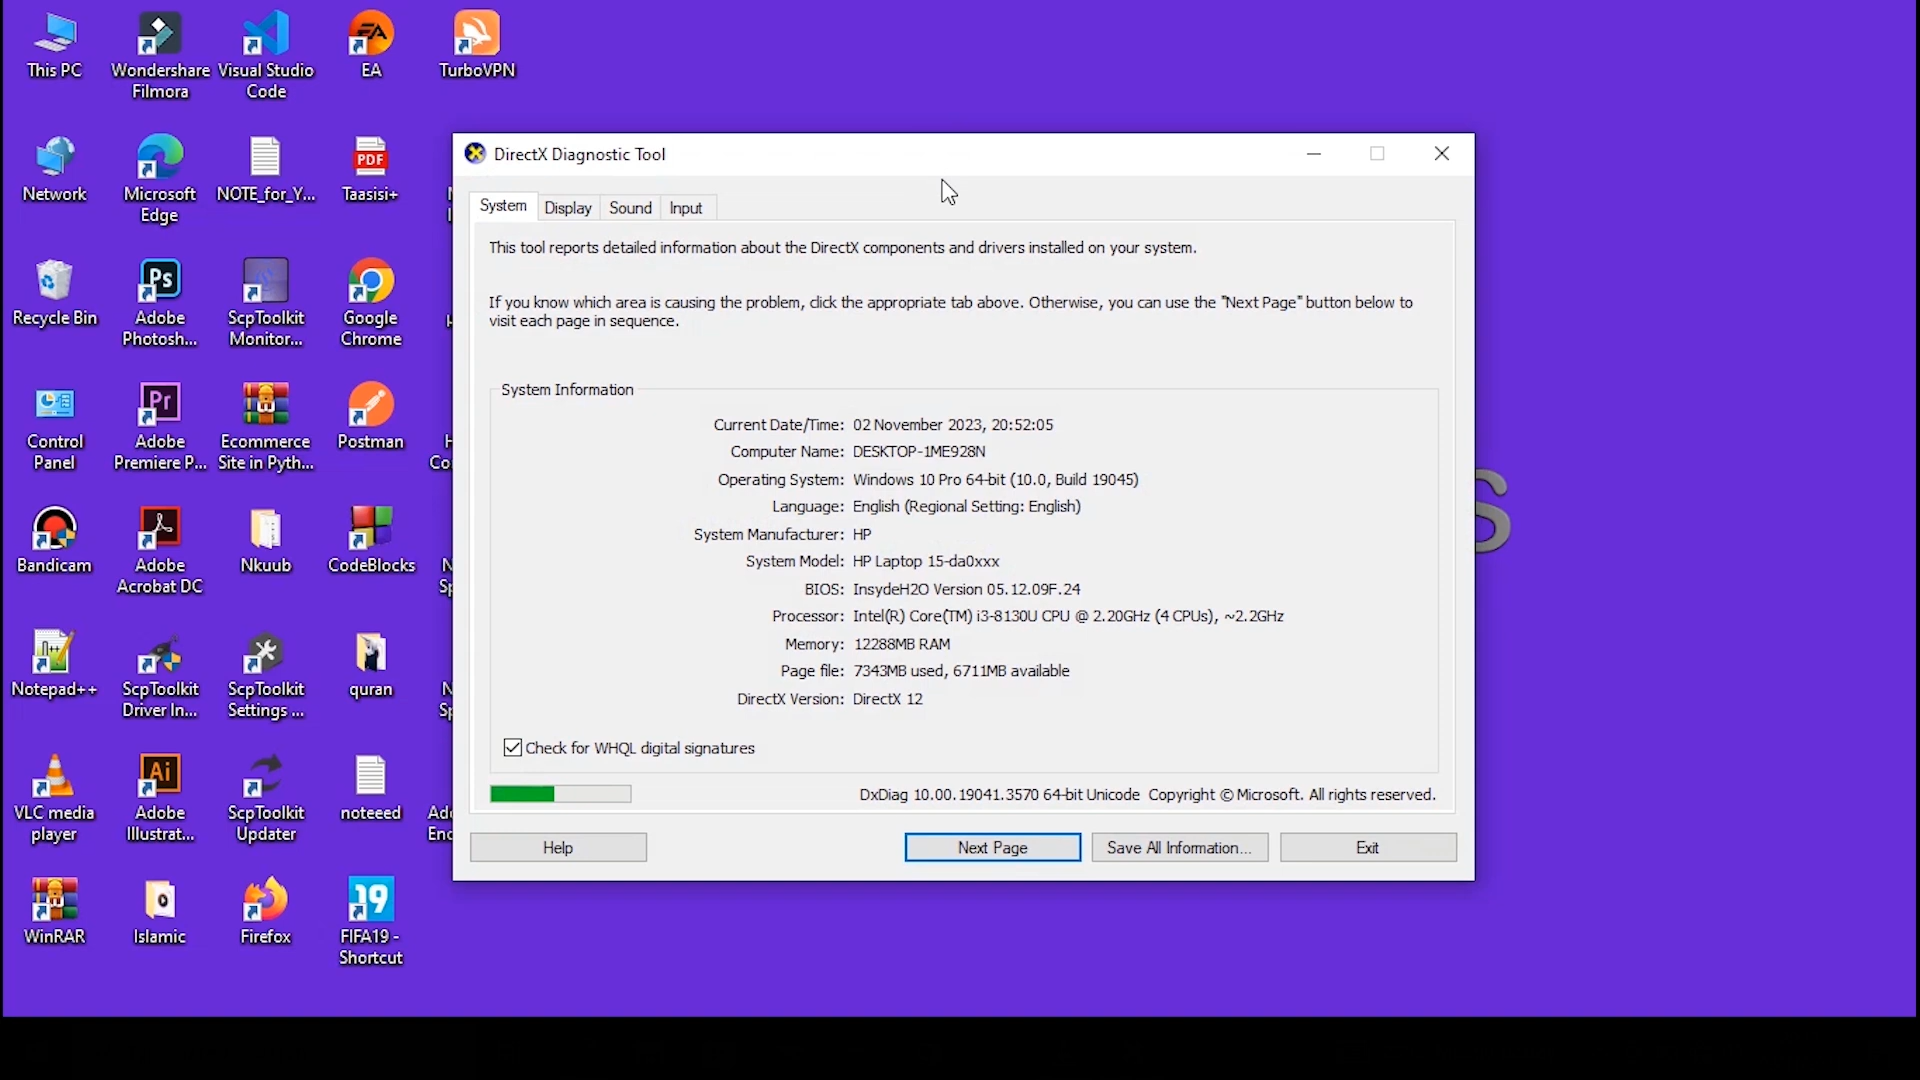 This PC
Wondershare
Filmora
Visual Studio
Code
EA
TurboVPN
Network
Microsoft
Edge
NOTE_for_Y...
PDF
Taasisi+
Recycle Bin
Ps
Adobe
Photosh...
ScpToolkit
Monitor...
Google
Chrome
Control
Panel
Pr
Adobe
Premiere P...
Ecommerce
Site in Pyth...
Postman
Bandicam
Adobe
Acrobat DC
Nkuub
CodeBlocks
Notepad++
ScpToolkit
Driver In...
ScpToolkit
Settings ...
quran
VLC media
player
Ai
Adobe
Illustrat...
ScpToolkit
Updater
noteeed
WinRAR
Islamic
Firefox
19
FIFA19 -
Shortcut
DirectX Diagnostic Tool
System Display Sound Input
This tool reports detailed information about the DirectX components and drivers installed on your system.
If you know which area is causing the problem, click the appropriate tab above. Otherwise, you can use the "Next Page" button below to
visit each page in sequence.
System Information
Current Date/Time: 02 November 2023, 20:52:05
Computer Name: DESKTOP-1ME928N
Operating System: Windows 10 Pro 64-bit (10.0, Build 19045)
Language: English (Regional Setting: English)
System Manufacturer: HP
System Model: HP Laptop 15-da0xxx
BIOS: InsydeH2O Version 05.12.09F.24
Processor: Intel(R) Core(TM) i3-8130U CPU @ 2.20GHz (4 CPUs), ~2.2GHz
Memory: 12288MB RAM
Page file: 7343MB used, 6711MB available
DirectX Version: DirectX 12
Check for WHQL digital signatures
DxDiag 10.00.19041.3570 64-bit Unicode Copyright © Microsoft. All rights reserved.
Help
Next Page
Save All Information...
Exit